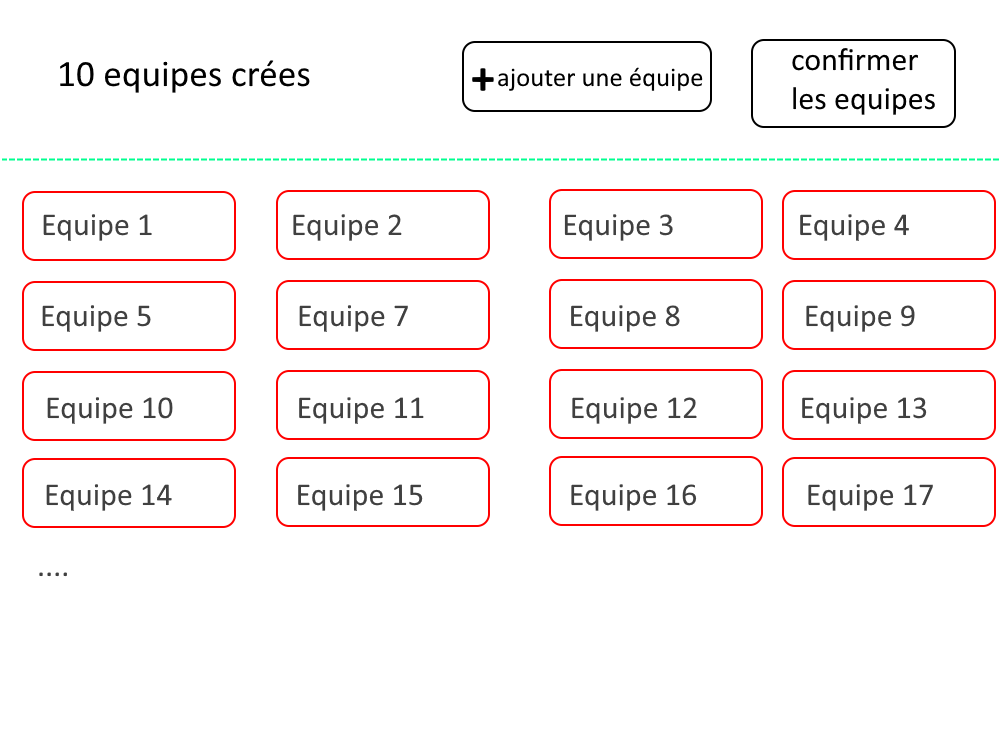 10 equipes crées
+ajouter une équipe
confirmer
les equipes
Equipe 1
Equipe 2
Equipe 3
Equipe 4
Equipe 5
Equipe 7
Equipe 8
Equipe 9
Equipe 10
Equipe 11
Equipe 12
Equipe 13
Equipe 14
Equipe 15
Equipe 16
Equipe 17
....